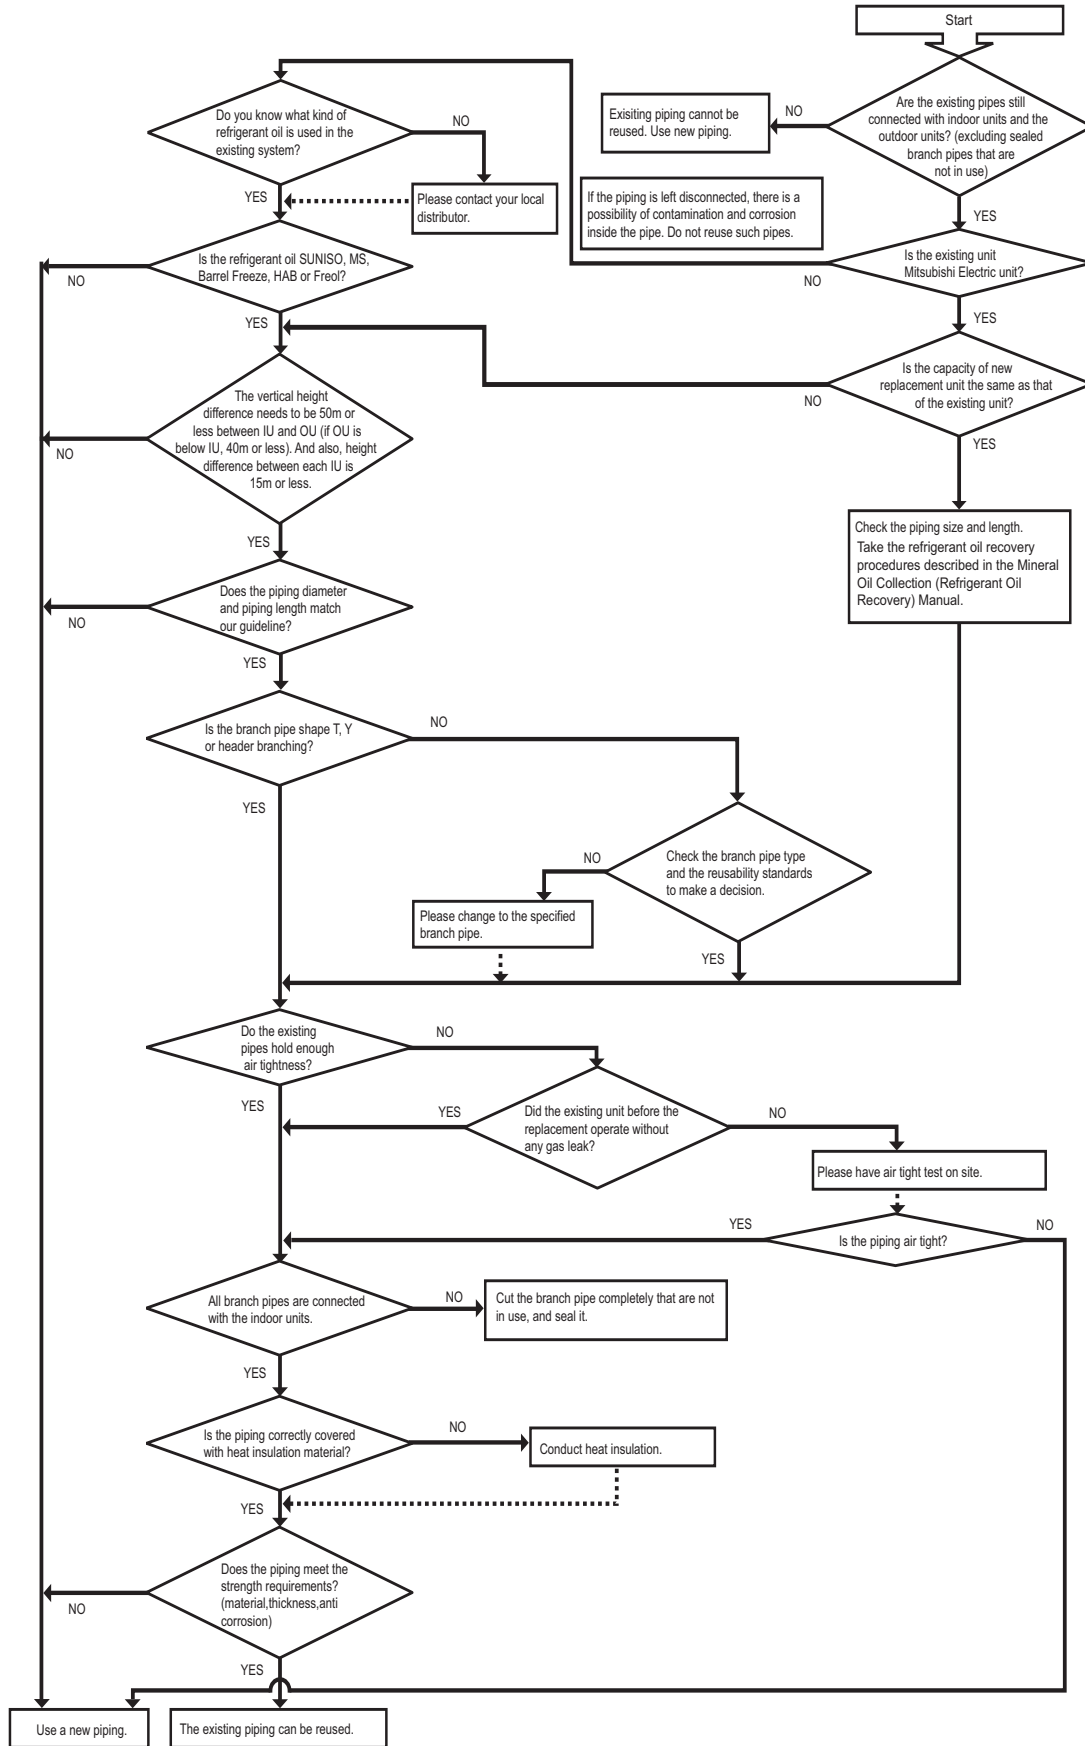 Start
Are the existing pipes still
connected with indoor units and the
outdoor units? (excluding sealed
branch pipes that are
not in use)
NO
Exisiting piping cannot be
reused. Use new piping.
If the piping is left disconnected, there is a
possibility of contamination and corrosion
inside the pipe. Do not reuse such pipes.
YES
Is the existing unit
Mitsubishi Electric unit?
NO
YES
Is the capacity of new
replacement unit the same as that
of the existing unit?
NO
YES
Check the piping size and length.
Take the refrigerant oil recovery
procedures described in the Mineral
Oil Collection (Refrigerant Oil
Recovery) Manual.
Do you know what kind of
refrigerant oil is used in the
existing system?
NO
Please contact your local
distributor.
YES
Is the refrigerant oil SUNISO, MS,
Barrel Freeze, HAB or Freol?
NO
YES
The vertical height
difference needs to be 50m or
less between IU and OU (if OU is
below IU, 40m or less). And also, height
difference between each IU is
15m or less.
NO
YES
Does the piping diameter
and piping length match
our guideline?
NO
YES
Is the branch pipe shape T, Y
or header branching?
NO
YES
Check the branch pipe type
and the reusability standards
to make a decision.
NO
Please change to the specified
branch pipe.
YES
Do the existing
pipes hold enough
air tightness?
NO
YES
Did the existing unit before the
replacement operate without
any gas leak?
YES
NO
Please have air tight test on site.
Is the piping air tight?
YES
NO
All branch pipes are connected
with the indoor units.
NO
Cut the branch pipe completely that are not
in use, and seal it.
YES
Is the piping correctly covered
with heat insulation material?
NO
Conduct heat insulation.
YES
Does the piping meet the
strength requirements?
(material,thickness,anti
corrosion)
NO
YES
Use a new piping.
The existing piping can be reused.